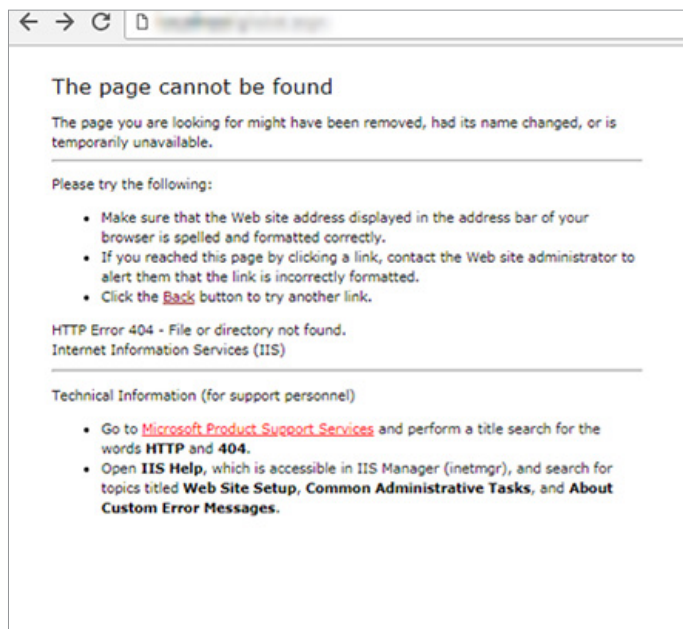 The page cannot be found
The page you are looking for might have been removed, had its name changed, or is
temporarily unavailable.
Please try the following:
• Make sure that the Web site address displayed in the address bar of your
browser is spelled and formatted correctly.
• If you reached this page by clicking a link, contact the Web site administrator to
alert them that the link is incorrectly formatted.
• Click the Back button to try another link.
HTTP Error 404 - File or directory not found.
Internet Information Services (IIS)
Technical Information (for support personnel)
• Go to Microsoft Product Support Services and perform a title search for the
words HTTP and 404.
• Open IIS Help, which is accessible in IIS Manager (inetmgr), and search for
topics titled Web Site Setup, Common Administrative Tasks, and About
Custom Error Messages.